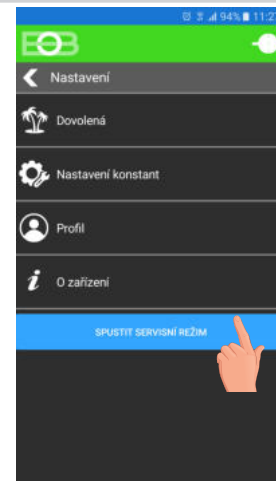 94% 11:2
EOB
Nastavení
Dovolená
Nastavení konstant
Profil
i O zařízení
SPUSTIT SERVISNÍ REŽIM